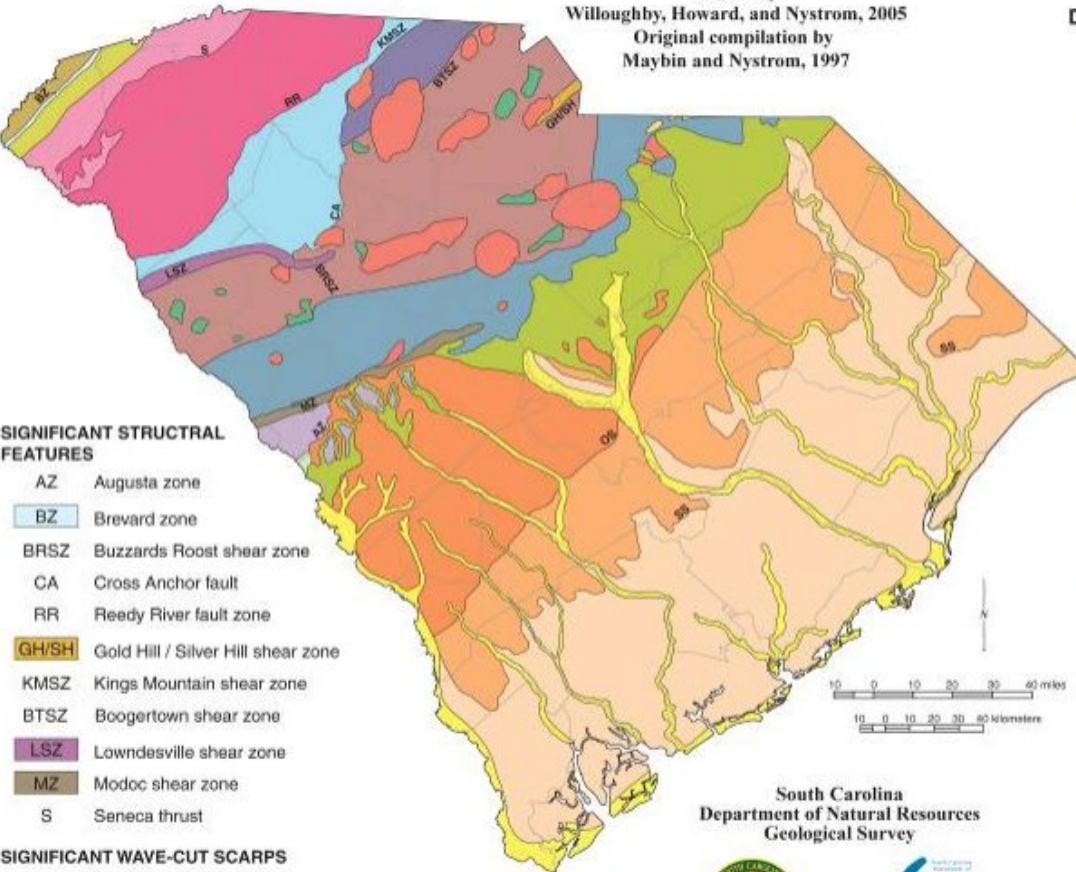 Willoughby, Howard, and Nystrom, 2005
Original compilation by
Maybin and Nystrom, 1997
D
BZ
S
RR
KMSZ
BTSZ
GH/SH
CA
LSZ
BRSZ
MZ
AZ
OS
SS
SS
SIGNIFICANT STRUCTRAL
FEATURES
AZ Augusta zone
BZ Brevard zone
BRSZ Buzzards Roost shear zone
CA Cross Anchor fault
RR Reedy River fault zone
GH/SH Gold Hill / Silver Hill shear zone
KMSZ Kings Mountain shear zone
BTSZ Boogertown shear zone
LSZ Lowndesville shear zone
MZ Modoc shear zone
S Seneca thrust
SIGNIFICANT WAVE-CUT SCARPS
N
10 0 10 20 30 40 miles
10 0 10 20 30 40 kilometers
South Carolina
Department of Natural Resources
Geological Survey